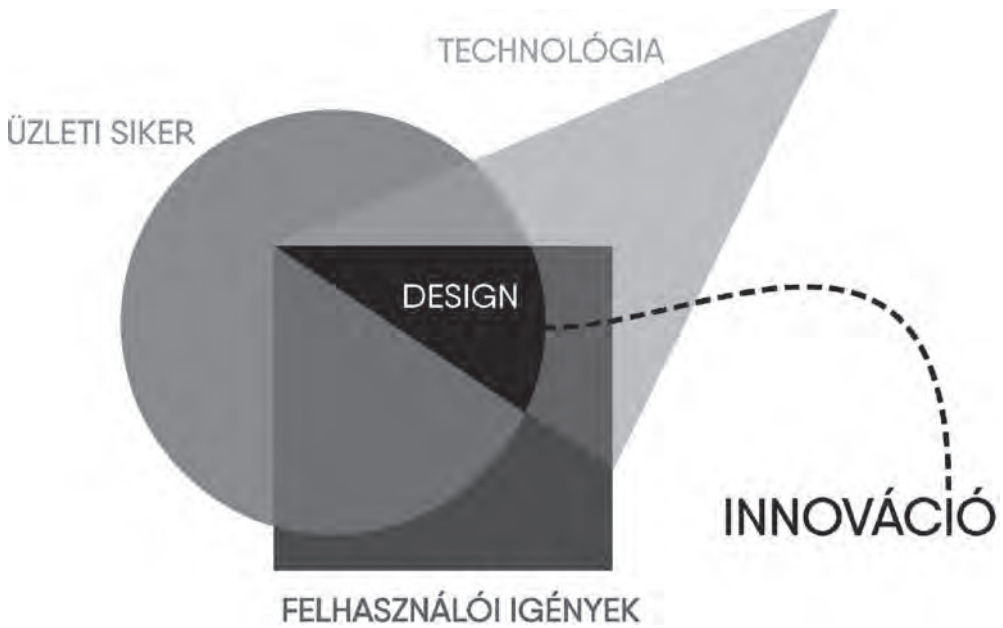 TECHNOLÓGIA
ÜZLETI SIKER
DESIGN
INNOVÁCIÓ
FELHASZNÁLÓI IGÉNYEK